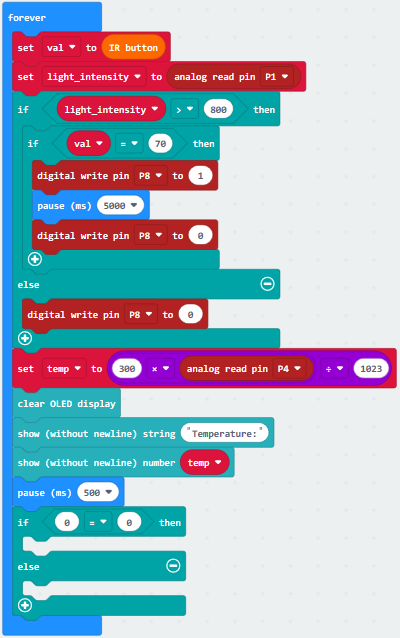 forever
set val to IR button
set light_intensity to analog read pin P1
if light_intensity > 800 then
if val = 70 then
digital write pin P8 to 1
pause (ms) 5000
digital write pin P8 to 0
else
digital write pin P8 to 0
set temp to 300 × analog read pin P4 ÷ 1023
clear OLED display
show (without newline) string "Temperature:"
show (without newline) number temp
pause (ms) 500
if 0 = 0 then
else